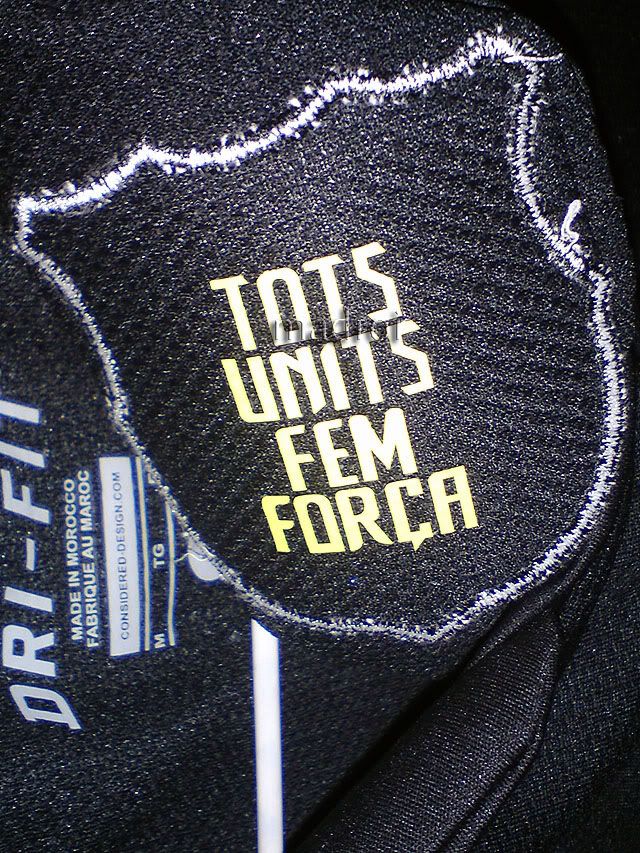 TOTS
UNITS
FEM
FORÇA
DRI-FIT
MADE IN MOROCCO
FABRIQUE AU MAROC
CONSIDERED-DESIGN.COM
M TG